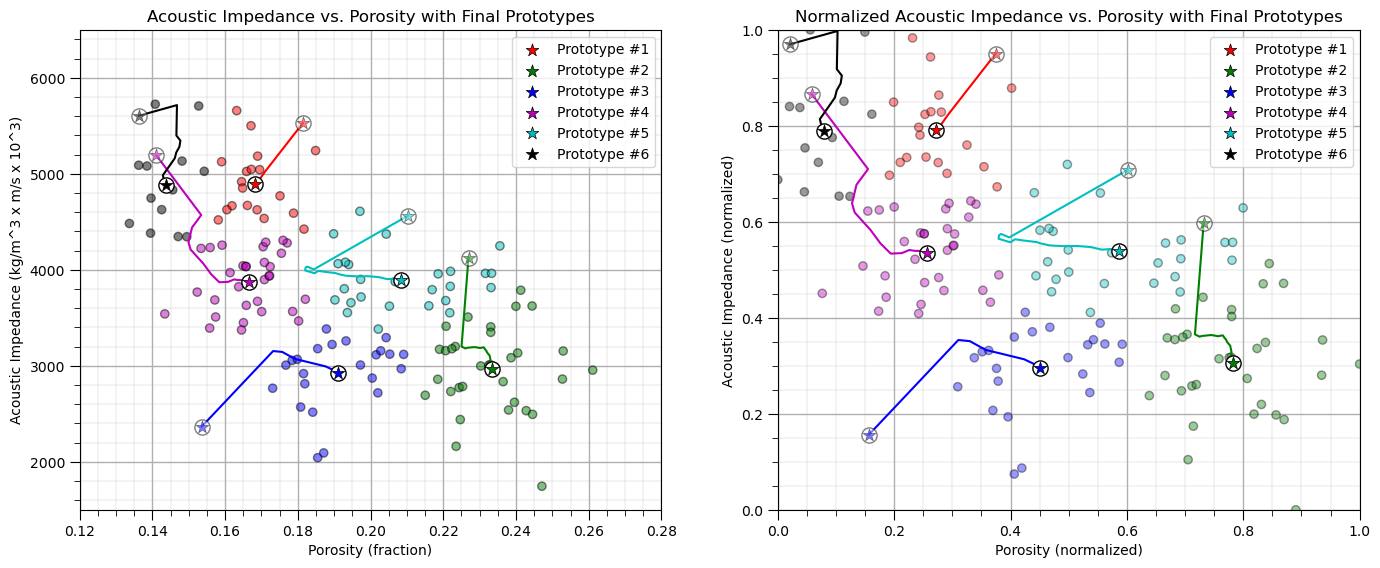 Acoustic Impedance vs. Porosity with Final Prototypes
Acoustic Impedance (kg/m^3 x m/s x 10^3)
6000
5000
4000
3000
2000
Prototype #1
Prototype #2
Prototype #3
Prototype #4
Prototype #5
Prototype #6
0.12 0.14 0.16 0.18 0.20 0.22 0.24 0.26 0.28
Porosity (fraction)
Normalized Acoustic Impedance vs. Porosity with Final Prototypes
Acoustic Impedance (normalized)
1.0
0.8
0.6
0.4
0.2
0.0
Prototype #1
Prototype #2
Prototype #3
Prototype #4
Prototype #5
Prototype #6
0.0 0.2 0.4 0.6 0.8 1.0
Porosity (normalized)